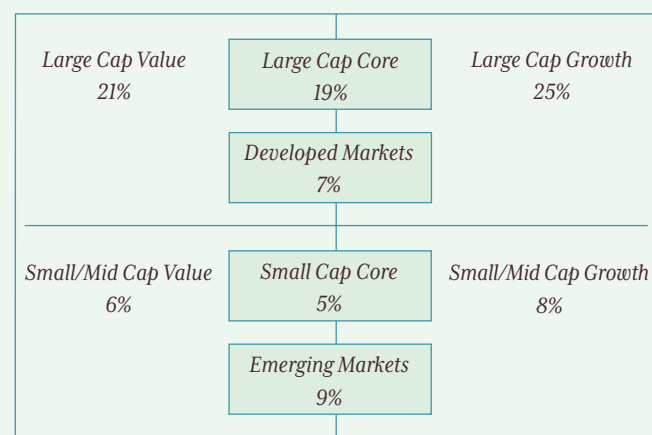 Large Cap Value
21%
Large Cap Core
19%
Large Cap Growth
25%
Developed Markets
7%
Small/Mid Cap Value
6%
Small Cap Core
5%
Small/Mid Cap Growth
8%
Emerging Markets
9%